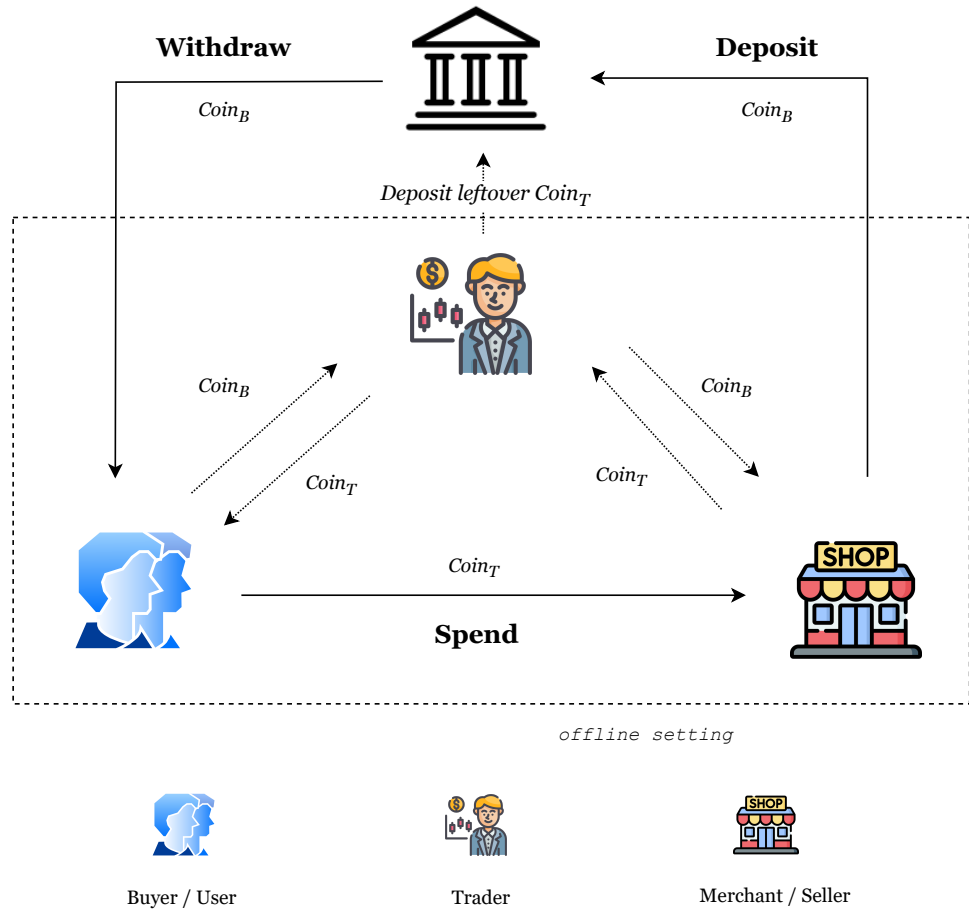 Withdraw
Deposit
Coin_B
Coin_B
Deposit leftover Coin_T
$
Coin_B
Coin_B
Coin_T
Coin_T
SHOP
Coin_T
Spend
offline setting
$
SHOP
Buyer / User
Trader
Merchant / Seller